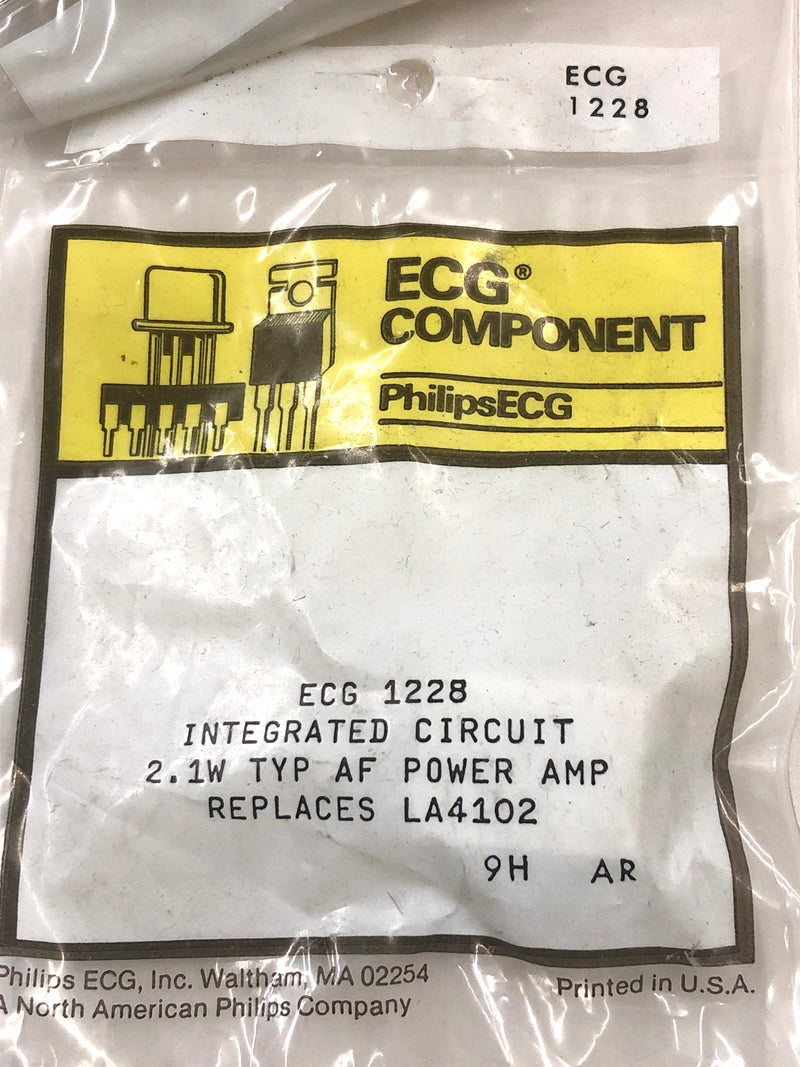 ECG
1228
ECG®
COMPONENT
PhilipsECG
ECG 1228
INTEGRATED CIRCUIT
2.1W TYP AF POWER AMP
REPLACES LA4102
9H AR
Philips ECG, Inc. Waltham, MA 02254
A North American Philips Company
Printed in U.S.A.